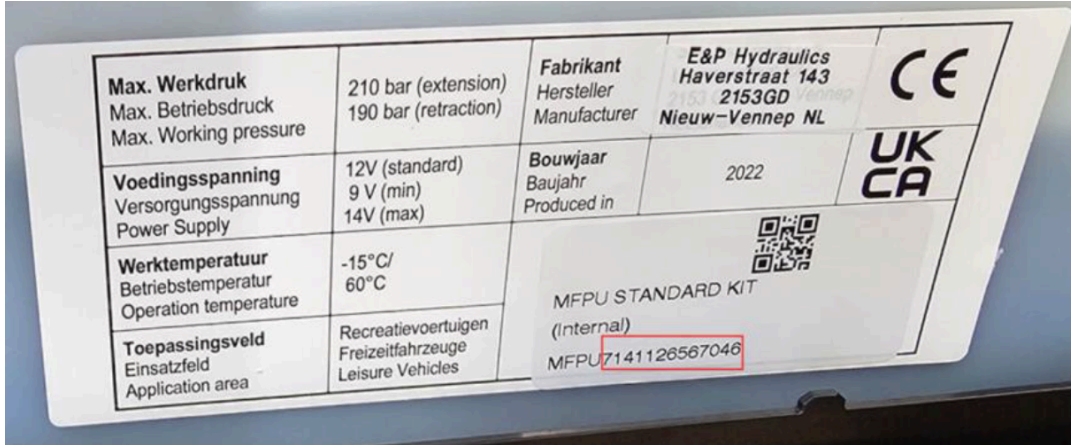 Max. Werkdruk
Max. Betriebsdruck
Max. Working pressure
210 bar (extension)
190 bar (retraction)
Fabrikant
Hersteller
Manufacturer
E&P Hydraulics
Haverstraat 143
2153GD
Nieuw-Vennep NL
CE
Voedingsspanning
Versorgungsspannung
Power Supply
12V (standard)
9 V (min)
14V (max)
Bouwjaar
Baujahr
Produced in
2022
UK
CA
Werktemperatuur
Betriebstemperatur
Operation temperature
-15°C/
60°C
Toepassingsveld
Einsatzfeld
Application area
Recreatievoertuigen
Freizeitfahrzeuge
Leisure Vehicles
MFPU STANDARD KIT
(Internal)
MFPU7141126567046